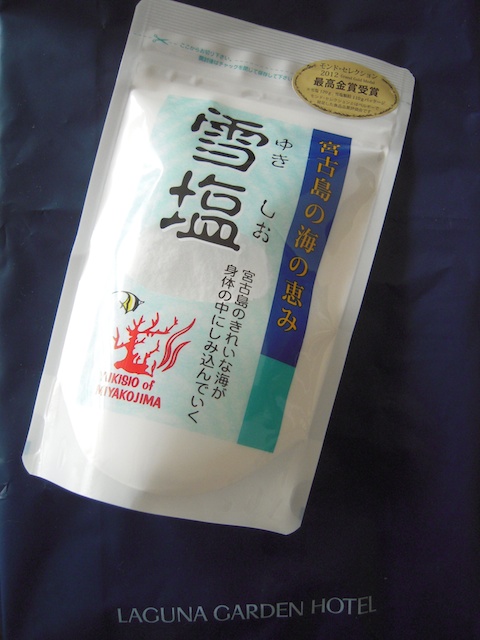 モンド・セレクション
2012
最高金賞受賞
宮古島の海の恵み
雪塩
ゆき しお
宮古島のきれいな海が
身体の中にしみ込んでいく
YUKISIO of
MIYAKOJIMA
LAGUNA GARDEN HOTEL